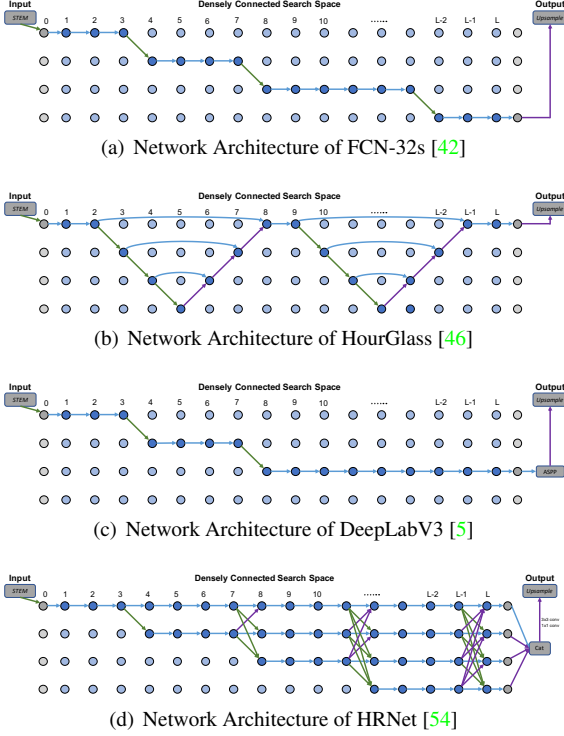 Input Densely Connected Search Space Output
STEM 0 1 2 3 4 5 6 7 8 9 10 ...... L-2 L-1 L Upsample
(a) Network Architecture of FCN-32s [42]
Input Densely Connected Search Space Output
STEM 0 1 2 3 4 5 6 7 8 9 10 ...... L-2 L-1 L Upsample
(b) Network Architecture of HourGlass [46]
Input Densely Connected Search Space Output
STEM 0 1 2 3 4 5 6 7 8 9 10 ...... L-2 L-1 L Upsample
ASPP
(c) Network Architecture of DeepLabV3 [5]
Input Densely Connected Search Space Output
STEM 0 1 2 3 4 5 6 7 8 9 10 ...... L-2 L-1 L Upsample
1x1 conv
Cat
(d) Network Architecture of HRNet [54]